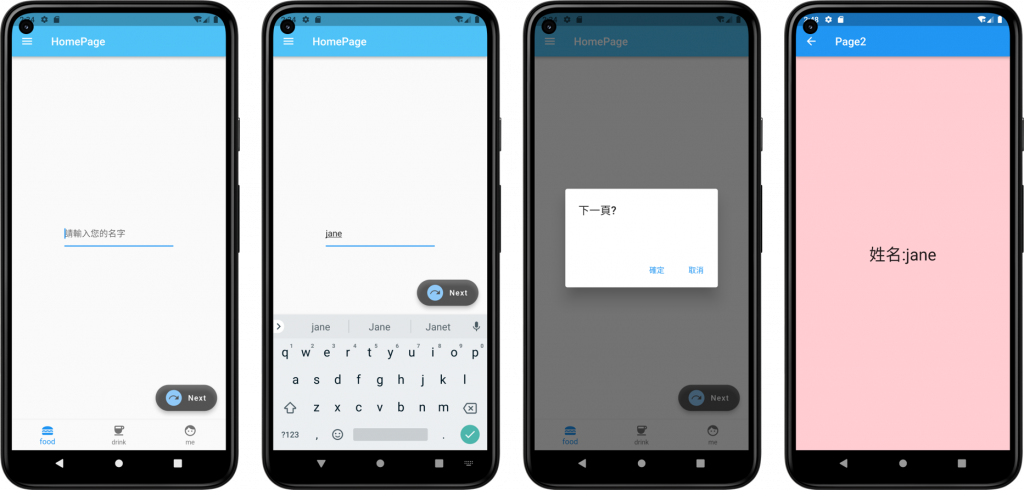 HomePage
請輸入您的名字
Next
food
drink
me
HomePage
jane
Next
jane Jane Janet
1 2 3 4 5 6 7 8 9 0
q w e r t y u i o p
a s d f g h j k l
z x c v b n m
?123 , .
HomePage
下一頁?
確定 取消
Next
food
drink
me
2:48
Page2
姓名:jane